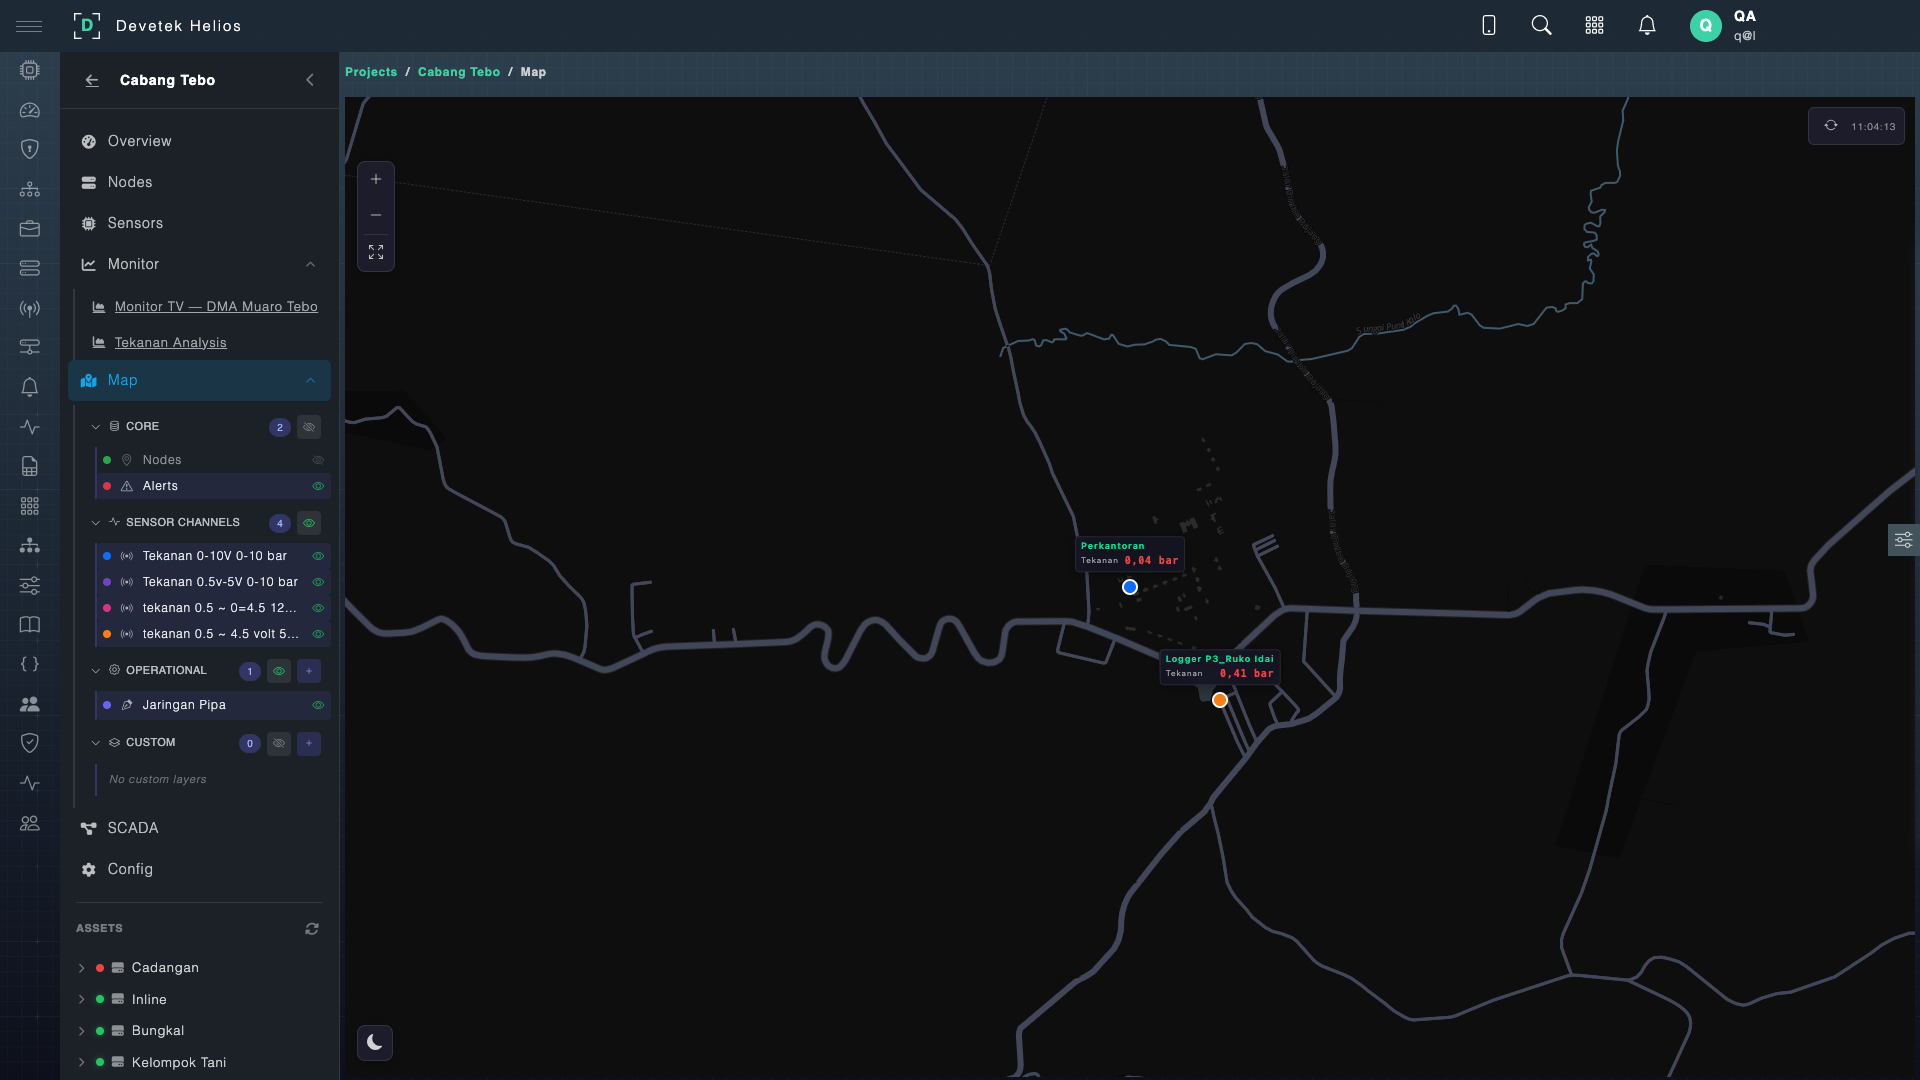 Devetek Helios
Q
QA
q@l
Cabang Tebo
Projects / Cabang Tebo / Map
11:04:13
Overview
Nodes
Sensors
Monitor
Monitor TV — DMA Muaro Tebo
Tekanan Analysis
Map
CORE 2
Nodes
Alerts
SENSOR CHANNELS 4
Tekanan 0-10V 0-10 bar
Tekanan 0.5v-5V 0-10 bar
tekanan 0.5 ~ 0=4.5 12...
tekanan 0.5 ~ 4.5 volt 5...
OPERATIONAL 1 +
Jaringan Pipa
CUSTOM 0 +
No custom layers
SCADA
Config
ASSETS
Cadangan
Inline
Bungkal
Kelompok Tani
Perkantoran
Tekanan 0,04 bar
Logger P3_Ruko Idai
Tekanan 0,41 bar